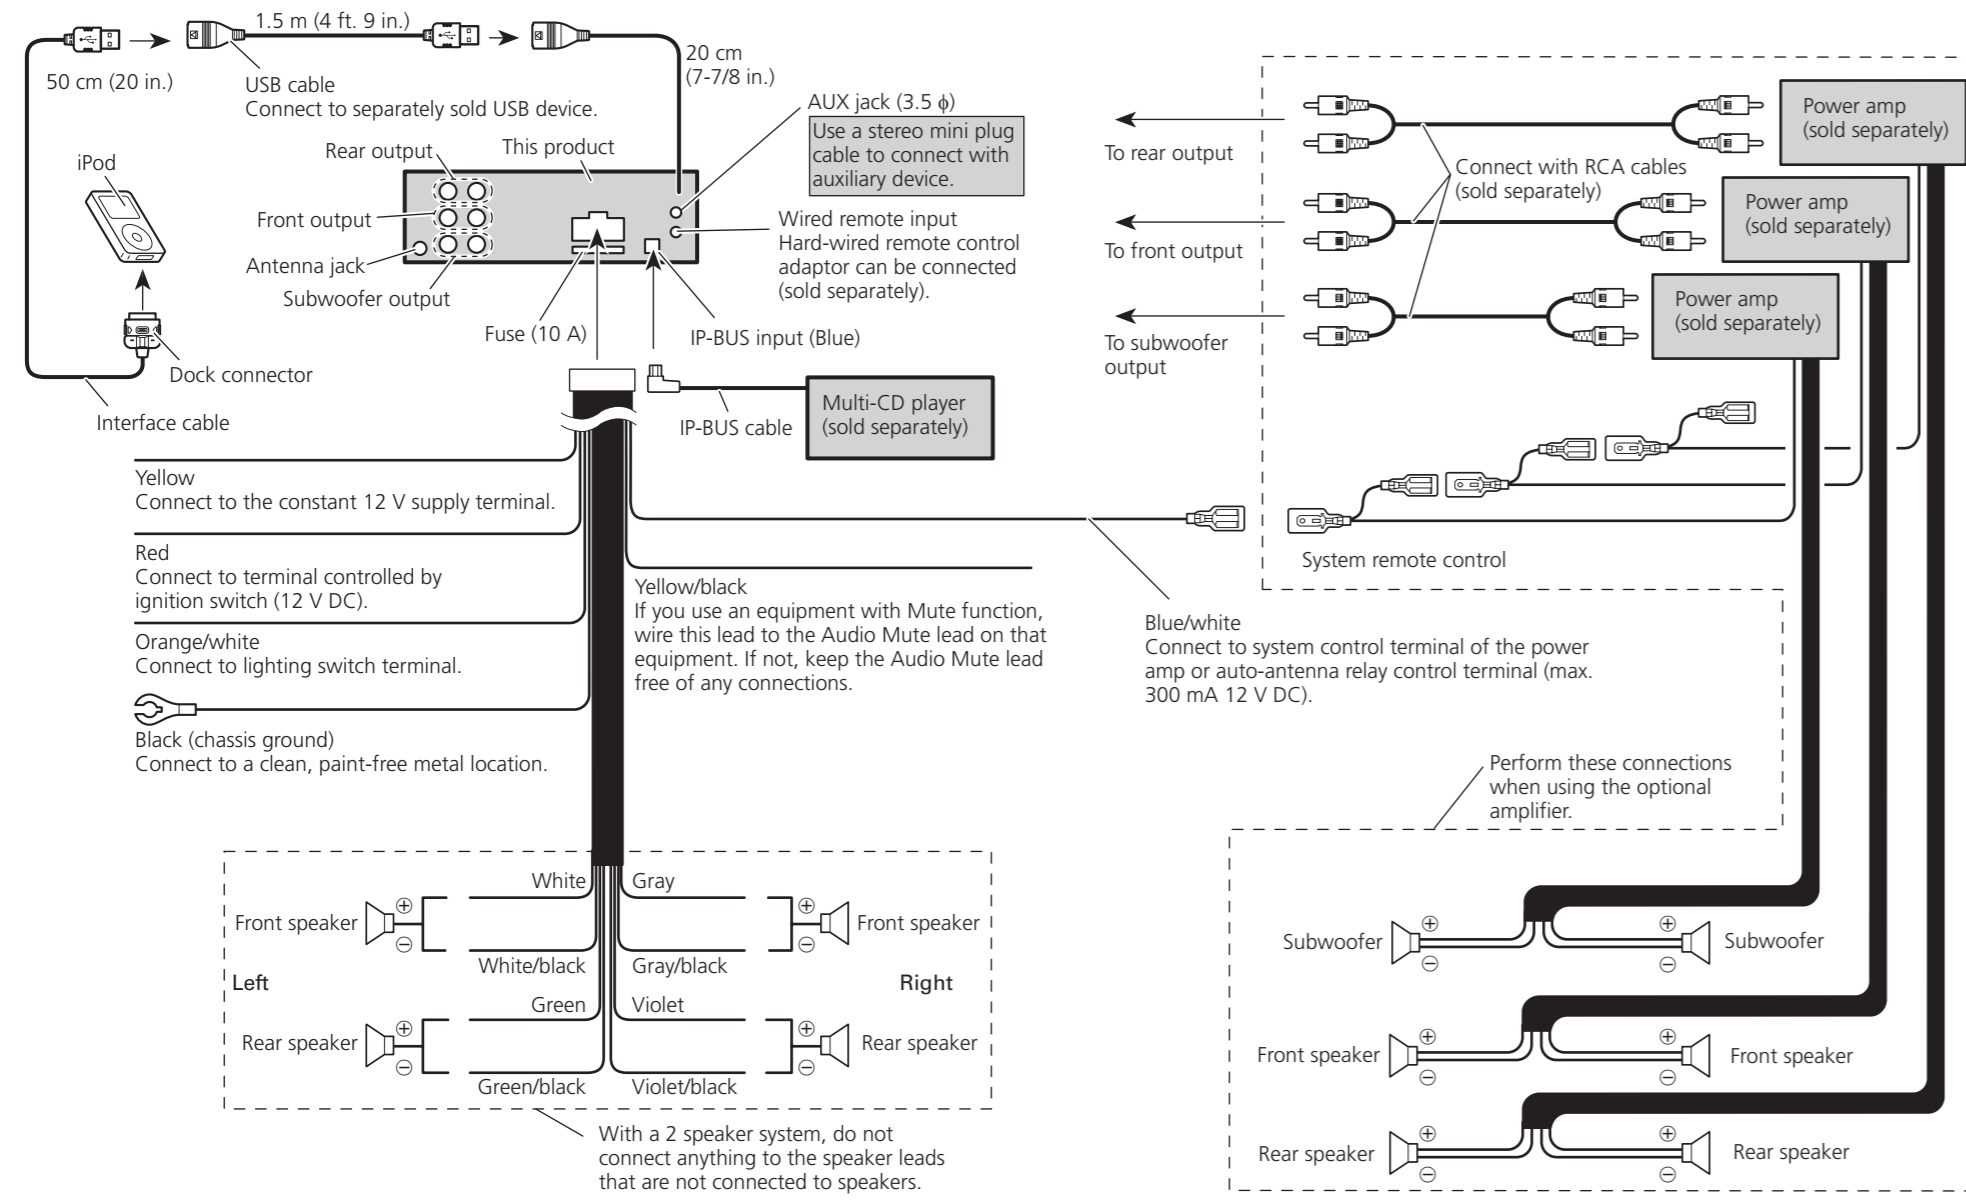 1.5 m (4 ft. 9 in.)
50 cm (20 in.)
USB cable
Connect to separately sold USB device.
20 cm
(7-7/8 in.)
AUX jack (3.5 ϕ)
Use a stereo mini plug
cable to connect with
auxiliary device.
iPod
Rear output
This product
Front output
Antenna jack
Subwoofer output
Wired remote input
Hard-wired remote control
adaptor can be connected
(sold separately).
Fuse (10 A)
IP-BUS input (Blue)
Dock connector
Interface cable
IP-BUS cable
Multi-CD player
(sold separately)
Yellow
Connect to the constant 12 V supply terminal.
Red
Connect to terminal controlled by
ignition switch (12 V DC).
Orange/white
Connect to lighting switch terminal.
Black (chassis ground)
Connect to a clean, paint-free metal location.
Yellow/black
If you use an equipment with Mute function,
wire this lead to the Audio Mute lead on that
equipment. If not, keep the Audio Mute lead
free of any connections.
To rear output
To front output
To subwoofer
output
Connect with RCA cables
(sold separately)
Power amp
(sold separately)
Power amp
(sold separately)
Power amp
(sold separately)
System remote control
Blue/white
Connect to system control terminal of the power
amp or auto-antenna relay control terminal (max.
300 mA 12 V DC).
Perform these connections
when using the optional
amplifier.
White
Gray
Front speaker
⊕
⊖
⊕
⊖
Front speaker
White/black
Gray/black
Left
Right
Green
Violet
Rear speaker
⊕
⊖
⊕
⊖
Rear speaker
Green/black
Violet/black
With a 2 speaker system, do not
connect anything to the speaker leads
that are not connected to speakers.
Subwoofer
⊕
⊖
⊕
⊖
Subwoofer
Front speaker
⊕
⊖
⊕
⊖
Front speaker
Rear speaker
⊕
⊖
⊕
⊖
Rear speaker